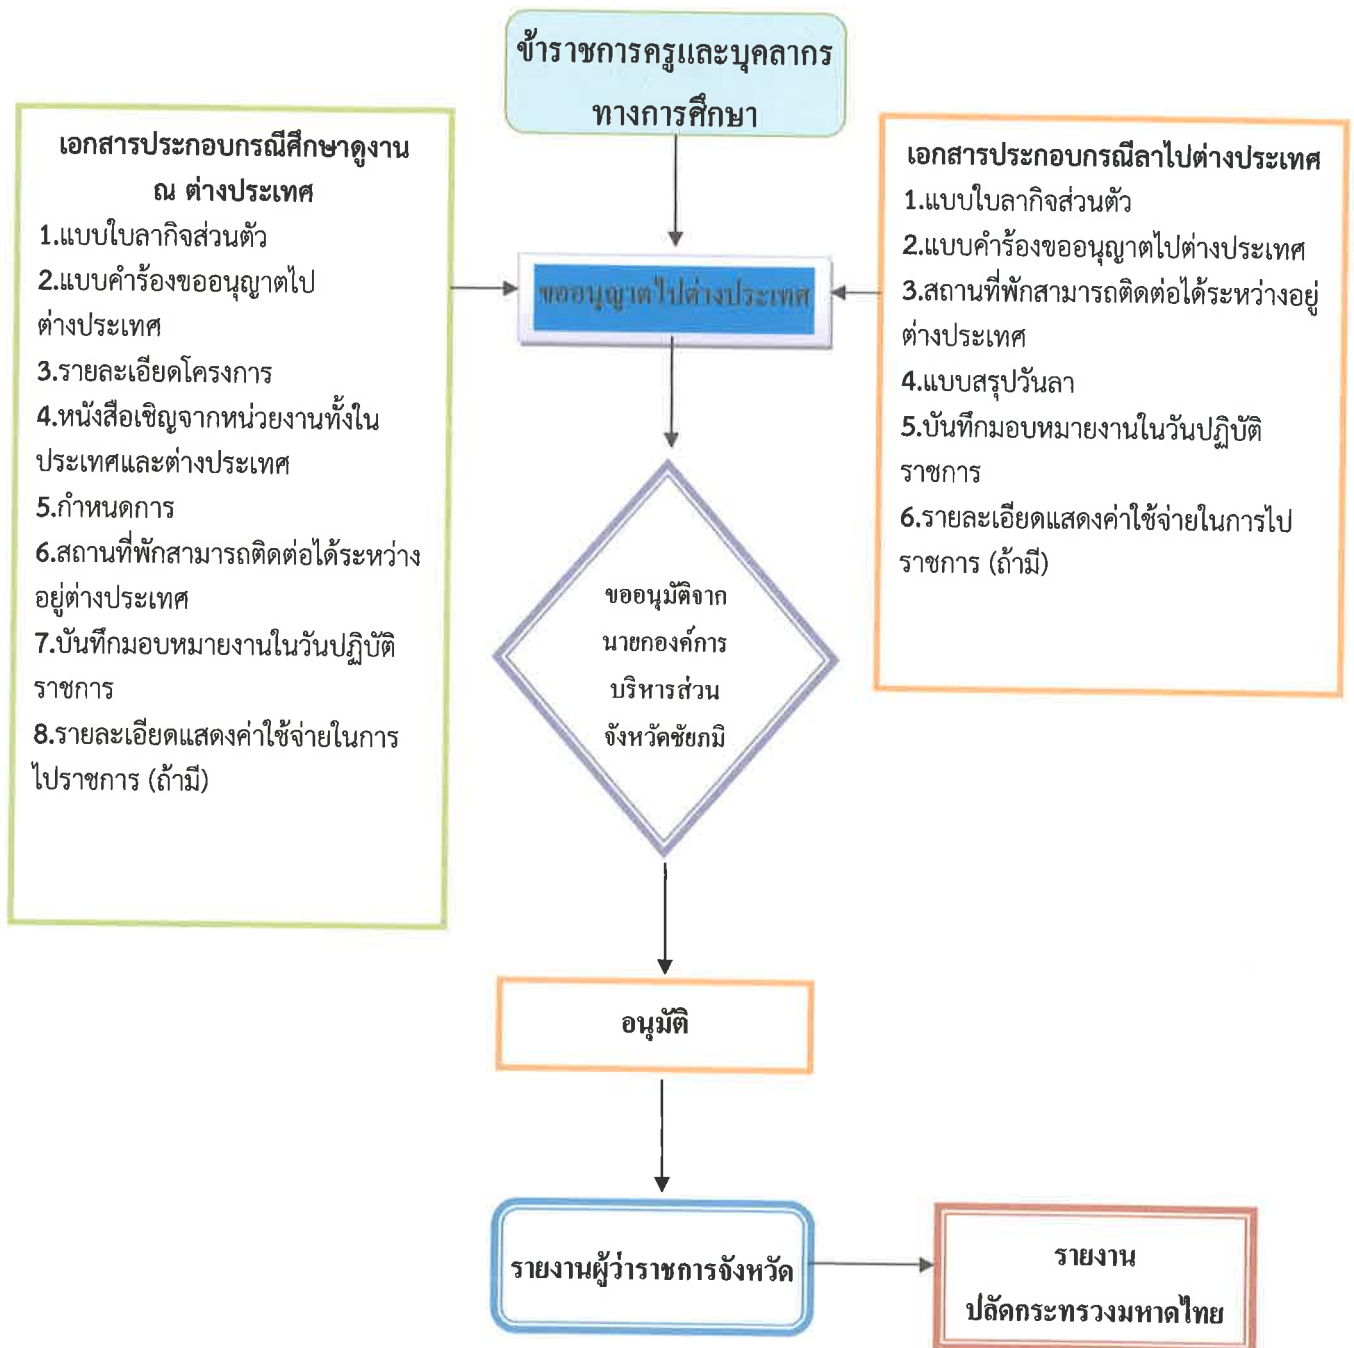 ข้าราชการครูและบุคลากร
ทางการศึกษา
เอกสารประกอบกรณีศึกษาดูงาน
ณ ต่างประเทศ
1.แบบใบลากิจส่วนตัว
2.แบบคำร้องขออนุญาตไป
ต่างประเทศ
3.รายละเอียดโครงการ
4.หนังสือเชิญจากหน่วยงานทั้งใน
ประเทศและต่างประเทศ
5.กำหนดการ
6.สถานที่พักสามารถติดต่อได้ระหว่าง
อยู่ต่างประเทศ
7.บันทึกมอบหมายงานในวันปฏิบัติ
ราชการ
8.รายละเอียดแสดงค่าใช้จ่ายในการ
ไปราชการ (ถ้ามี)
เอกสารประกอบกรณีลาไปต่างประเทศ
1.แบบใบลากิจส่วนตัว
2.แบบคำร้องขออนุญาตไปต่างประเทศ
3.สถานที่พักสามารถติดต่อได้ระหว่างอยู่
ต่างประเทศ
4.แบบสรุปวันลา
5.บันทึกมอบหมายงานในวันปฏิบัติ
ราชการ
6.รายละเอียดแสดงค่าใช้จ่ายในการไป
ราชการ (ถ้ามี)
ขออนุญาตไปต่างประเทศ
ขออนุมัติจาก
นายกองค์การ
บริหารส่วน
จังหวัดชัยภูมิ
อนุมัติ
รายงานผู้ว่าราชการจังหวัด
รายงาน
ปลัดกระทรวงมหาดไทย